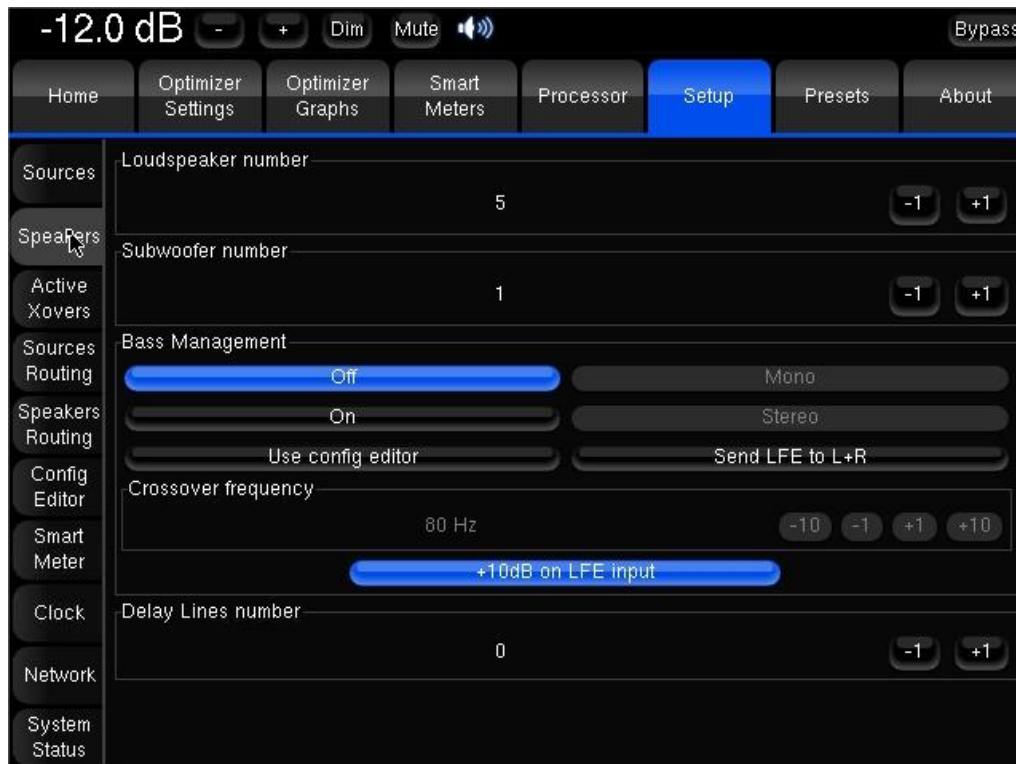 -12.0 dB - + Dim Mute Bypass
Home
Optimizer
Settings
Optimizer
Graphs
Smart
Meters
Processor
Setup
Presets
About
Sources
Speakers
Active
Xovers
Sources
Routing
Speakers
Routing
Config
Editor
Smart
Meter
Clock
Network
System
Status
Loudspeaker number
5 -1 +1
Subwoofer number
1 -1 +1
Bass Management
Off Mono
On Stereo
Use config editor Send LFE to L+R
Crossover frequency
80 Hz -10 -1 +1 +10
+10dB on LFE input
Delay Lines number
0 -1 +1